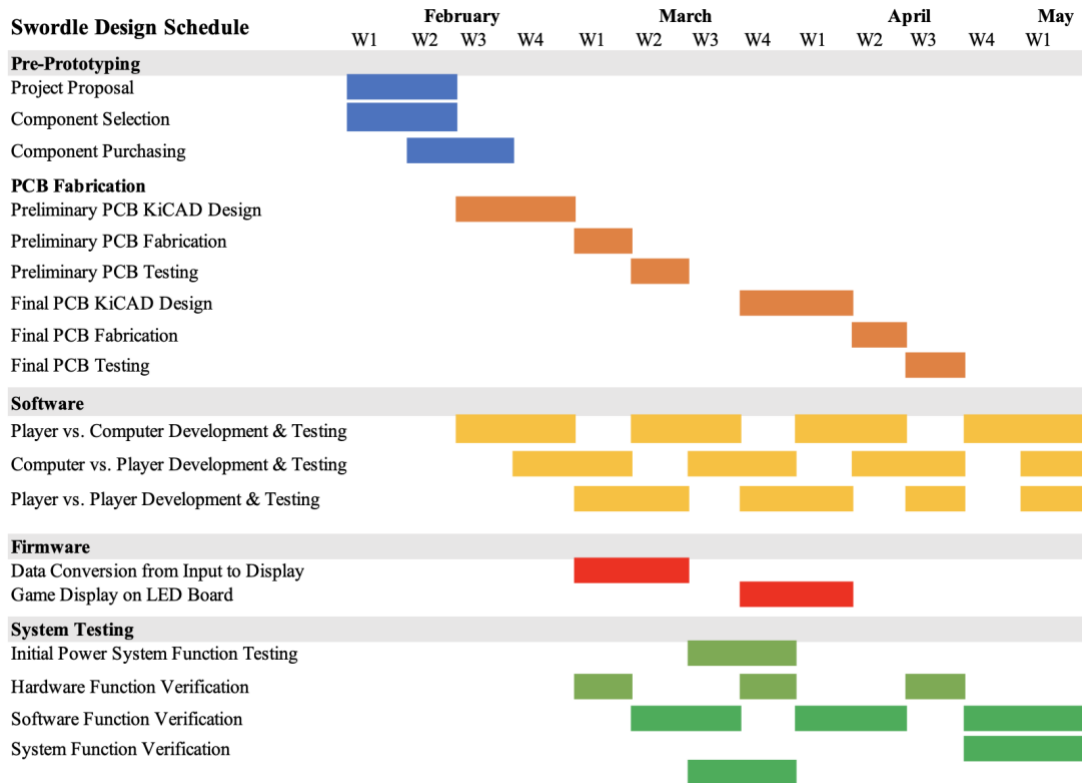 February March April May
Swordle Design Schedule
W1 W2 W3 W4 W1 W2 W3 W4 W1 W2 W3 W4 W1
Pre-Prototyping
Project Proposal
Component Selection
Component Purchasing
PCB Fabrication
Preliminary PCB KiCAD Design
Preliminary PCB Fabrication
Preliminary PCB Testing
Final PCB KiCAD Design
Final PCB Fabrication
Final PCB Testing
Software
Player vs. Computer Development & Testing
Computer vs. Player Development & Testing
Player vs. Player Development & Testing
Firmware
Data Conversion from Input to Display
Game Display on LED Board
System Testing
Initial Power System Function Testing
Hardware Function Verification
Software Function Verification
System Function Verification